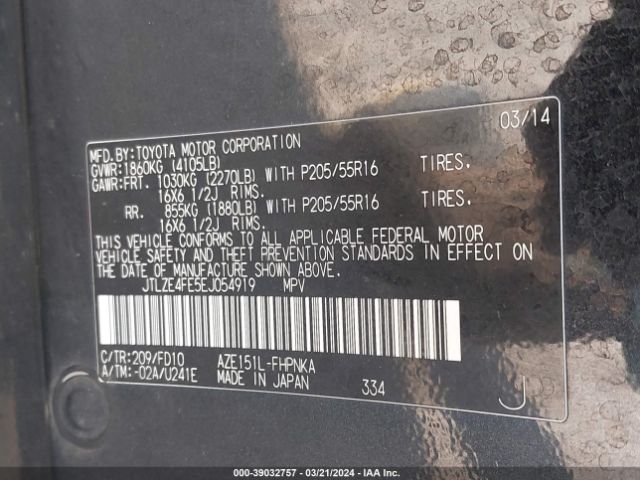 03/14
MFD.BY:TOYOTA MOTOR CORPORATION
GVWR:1860KG (4105LB)
GAWR:FRT. 1030KG (2270LB) WITH P205/55R16 TIRES.
16X6 1/2J RIMS.
RR. 855KG (1880LB) WITH P205/55R16 TIRES.
16X6 1/2J RIMS.
THIS VEHICLE CONFORMS TO ALL APPLICABLE FEDERAL MOTOR
VEHICLE SAFETY AND THEFT PREVENTION STANDARDS IN EFFECT ON
THE DATE OF MANUFACTURE SHOWN ABOVE.
JTLZE4FE5EJ054919 MPV
C/TR:209/FD10 AZE151L-FHPNKA
A/TM:-02A/U241E MADE IN JAPAN 334 J
000-39032757 / 03/21/2024 / IAAI.COM